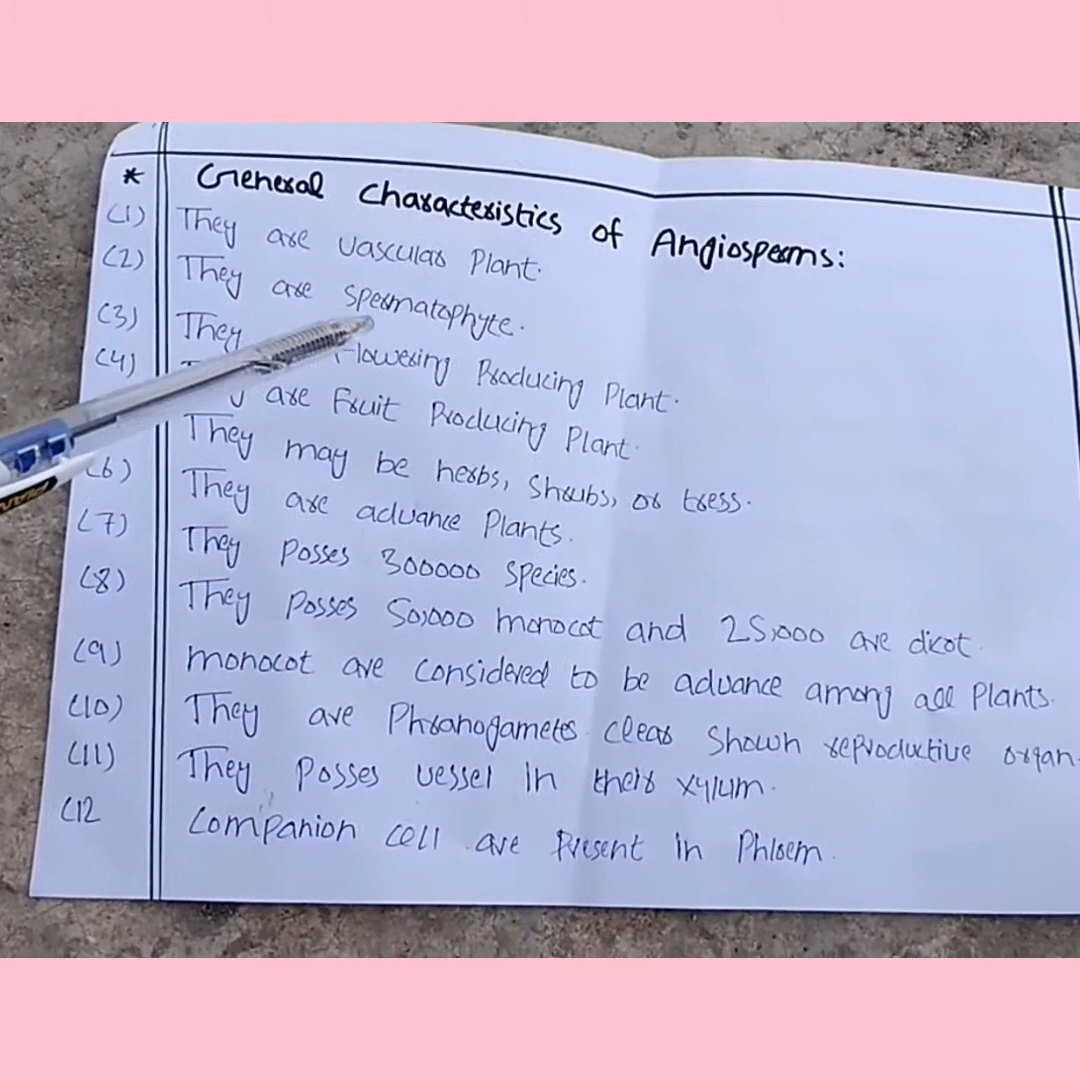 * General Characteristics of Angiosperms:
(1) They are vascular Plant.
(2) They are spermatophyte.
(3) They Flowering Producing Plant.
(4) are Fruit Producing Plant.
They may be herbs, Shrubs, or tress.
(6) They are advance Plants.
(7) They Posses 300000 species.
(8) They Posses 50,000 monocot and 25,000 are dicot.
(9) monocot are considered to be advance among all Plants.
(10) They are Phranogametes clear shown reproductive organ.
(11) They Posses vessel in their xylum.
(12 Companion cell are Present in Phloem.